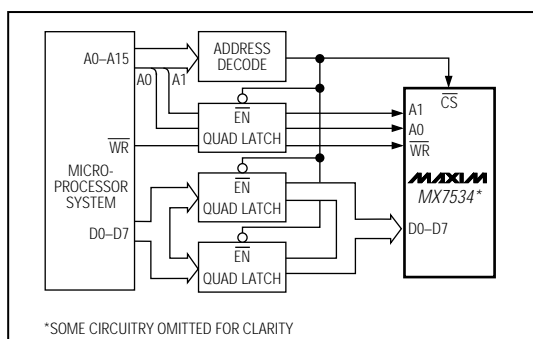 A0–A15
A0
A1
ADDRESS
DECODE
CS
EN
QUAD LATCH
A1
A0
WR
WR
MICRO-
PROCESSOR
SYSTEM
MAXIM
MX7534*
EN
QUAD LATCH
D0–D7
D0–D7
EN
QUAD LATCH
*SOME CIRCUITRY OMITTED FOR CLARITY